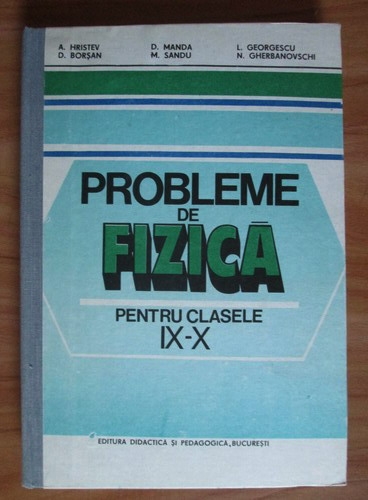 A. HRISTEV D. MANDA L. GEORGESCU
D. BORȘAN M. SANDU N. GHERBANOVSCHI
PROBLEME
DE
FIZICĂ
PENTRU CLASELE
IX-X
EDITURA DIDACTICĂ ȘI PEDAGOGICĂ, BUCUREȘTI